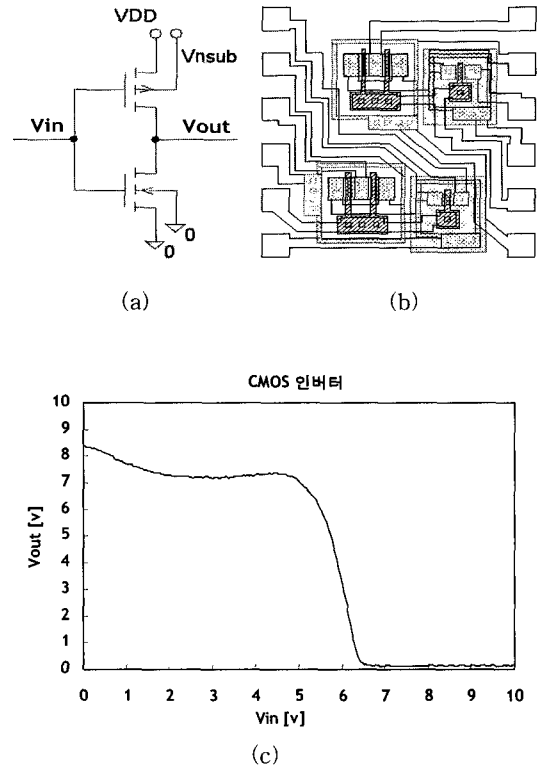 VDD
Vnsub
Vin
Vout
0
0
(a)
(b)
CMOS 인버터
Vout [v]
10
9
8
7
6
5
4
3
2
1
0
0 1 2 3 4 5 6 7 8 9 10
Vin [v]
(c)